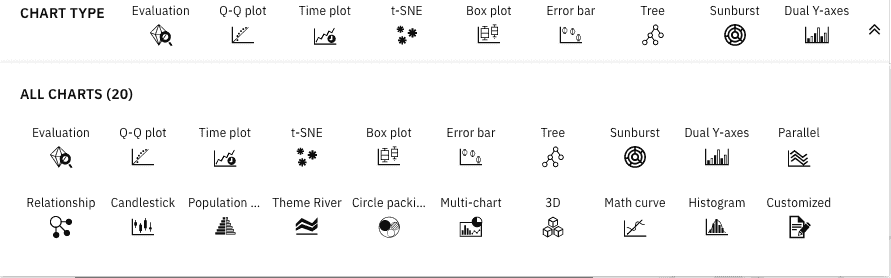 CHART TYPE Evaluation Q-Q plot Time plot t-SNE Box plot Error bar Tree Sunburst Dual Y-axes
ALL CHARTS (20)
Evaluation Q-Q plot Time plot t-SNE Box plot Error bar Tree Sunburst Dual Y-axes Parallel
Relationship Candlestick Population ... Theme River Circle packi... Multi-chart 3D Math curve Histogram Customized